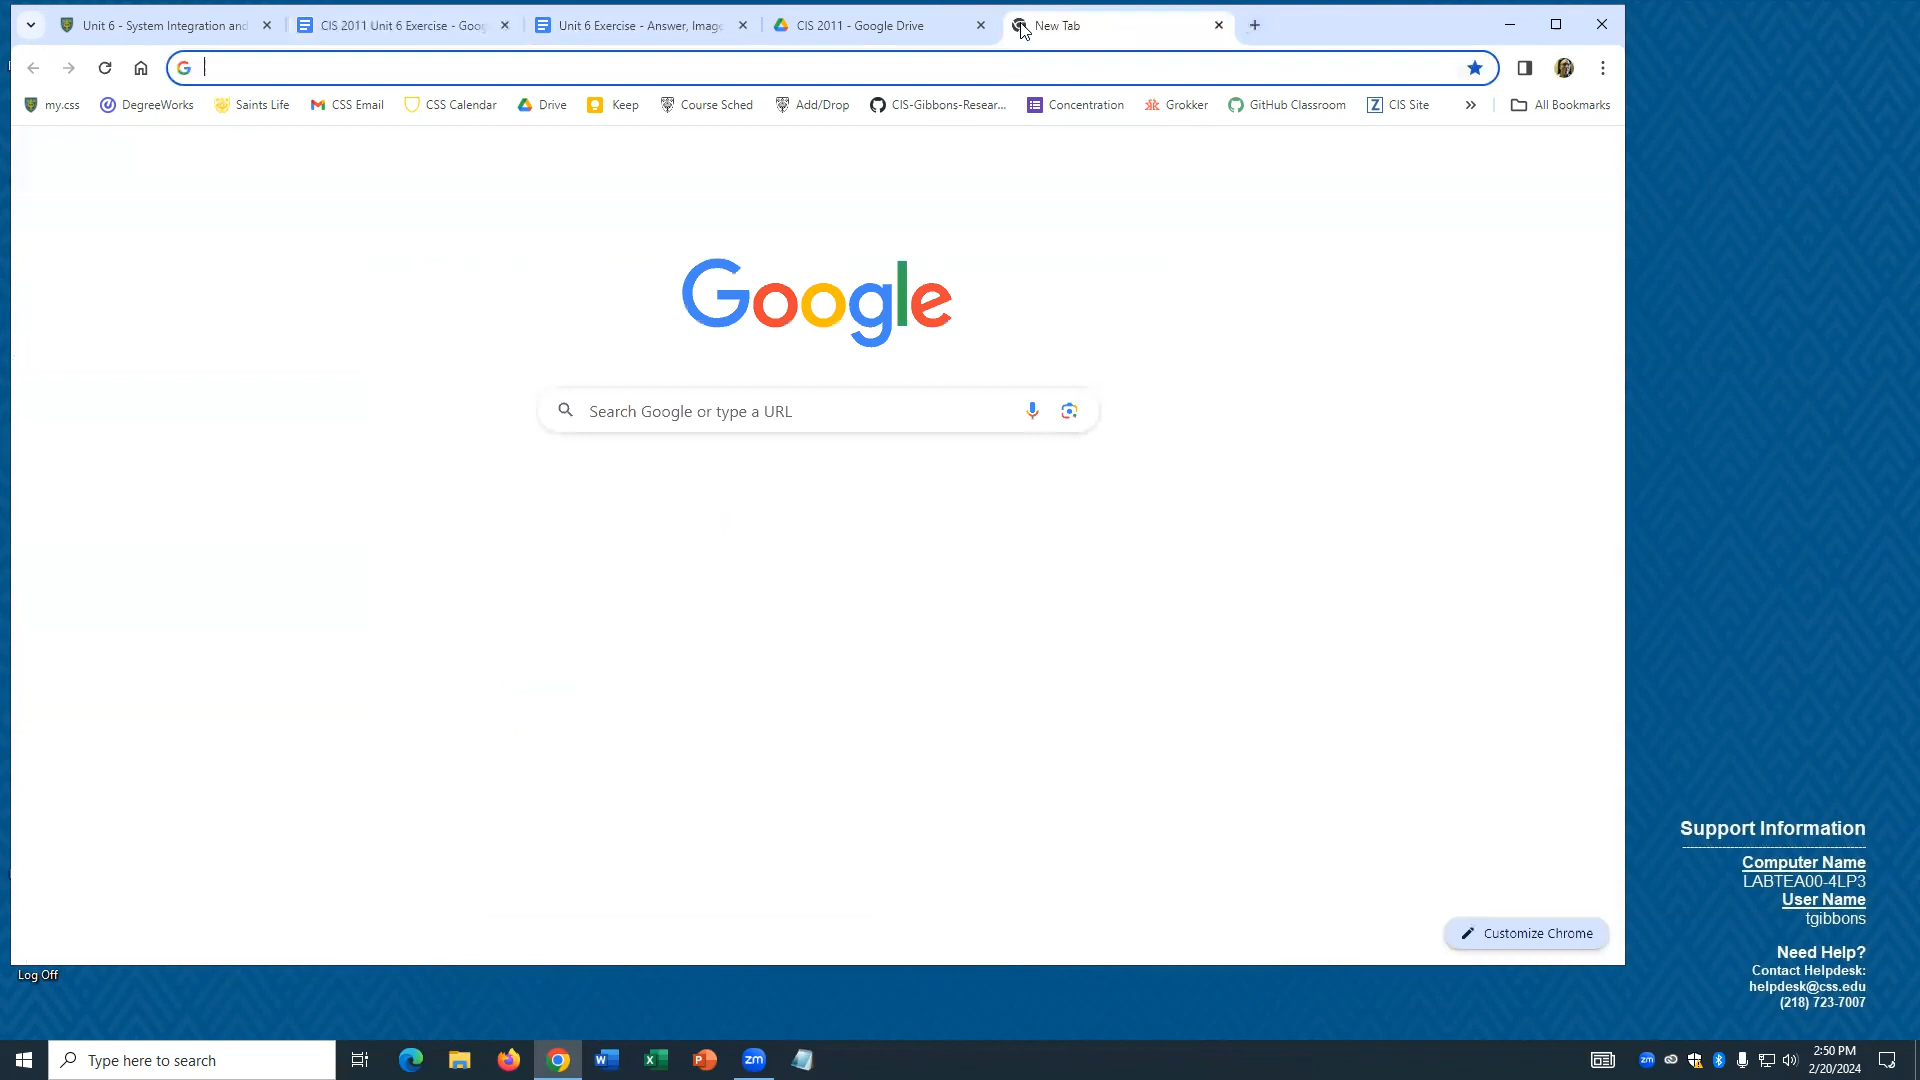 Unit 6 - System Integration and
CIS 2011 Unit 6 Exercise - Goog
Unit 6 Exercise - Answer, Image
CIS 2011 - Google Drive
New Tab
my.css
DegreeWorks
Saints Life
CSS Email
CSS Calendar
Drive
Keep
Course Sched
Add/Drop
CIS-Gibbons-Resear...
Concentration
Grokker
GitHub Classroom
CIS Site
All Bookmarks
Google
Search Google or type a URL
Customize Chrome
Support Information
Computer Name
LABTEA00-4LP3
User Name
tgibbons
Need Help?
Contact Helpdesk:
helpdesk@css.edu
(218) 723-7007
Log Off
Type here to search
2:50 PM
2/20/2024